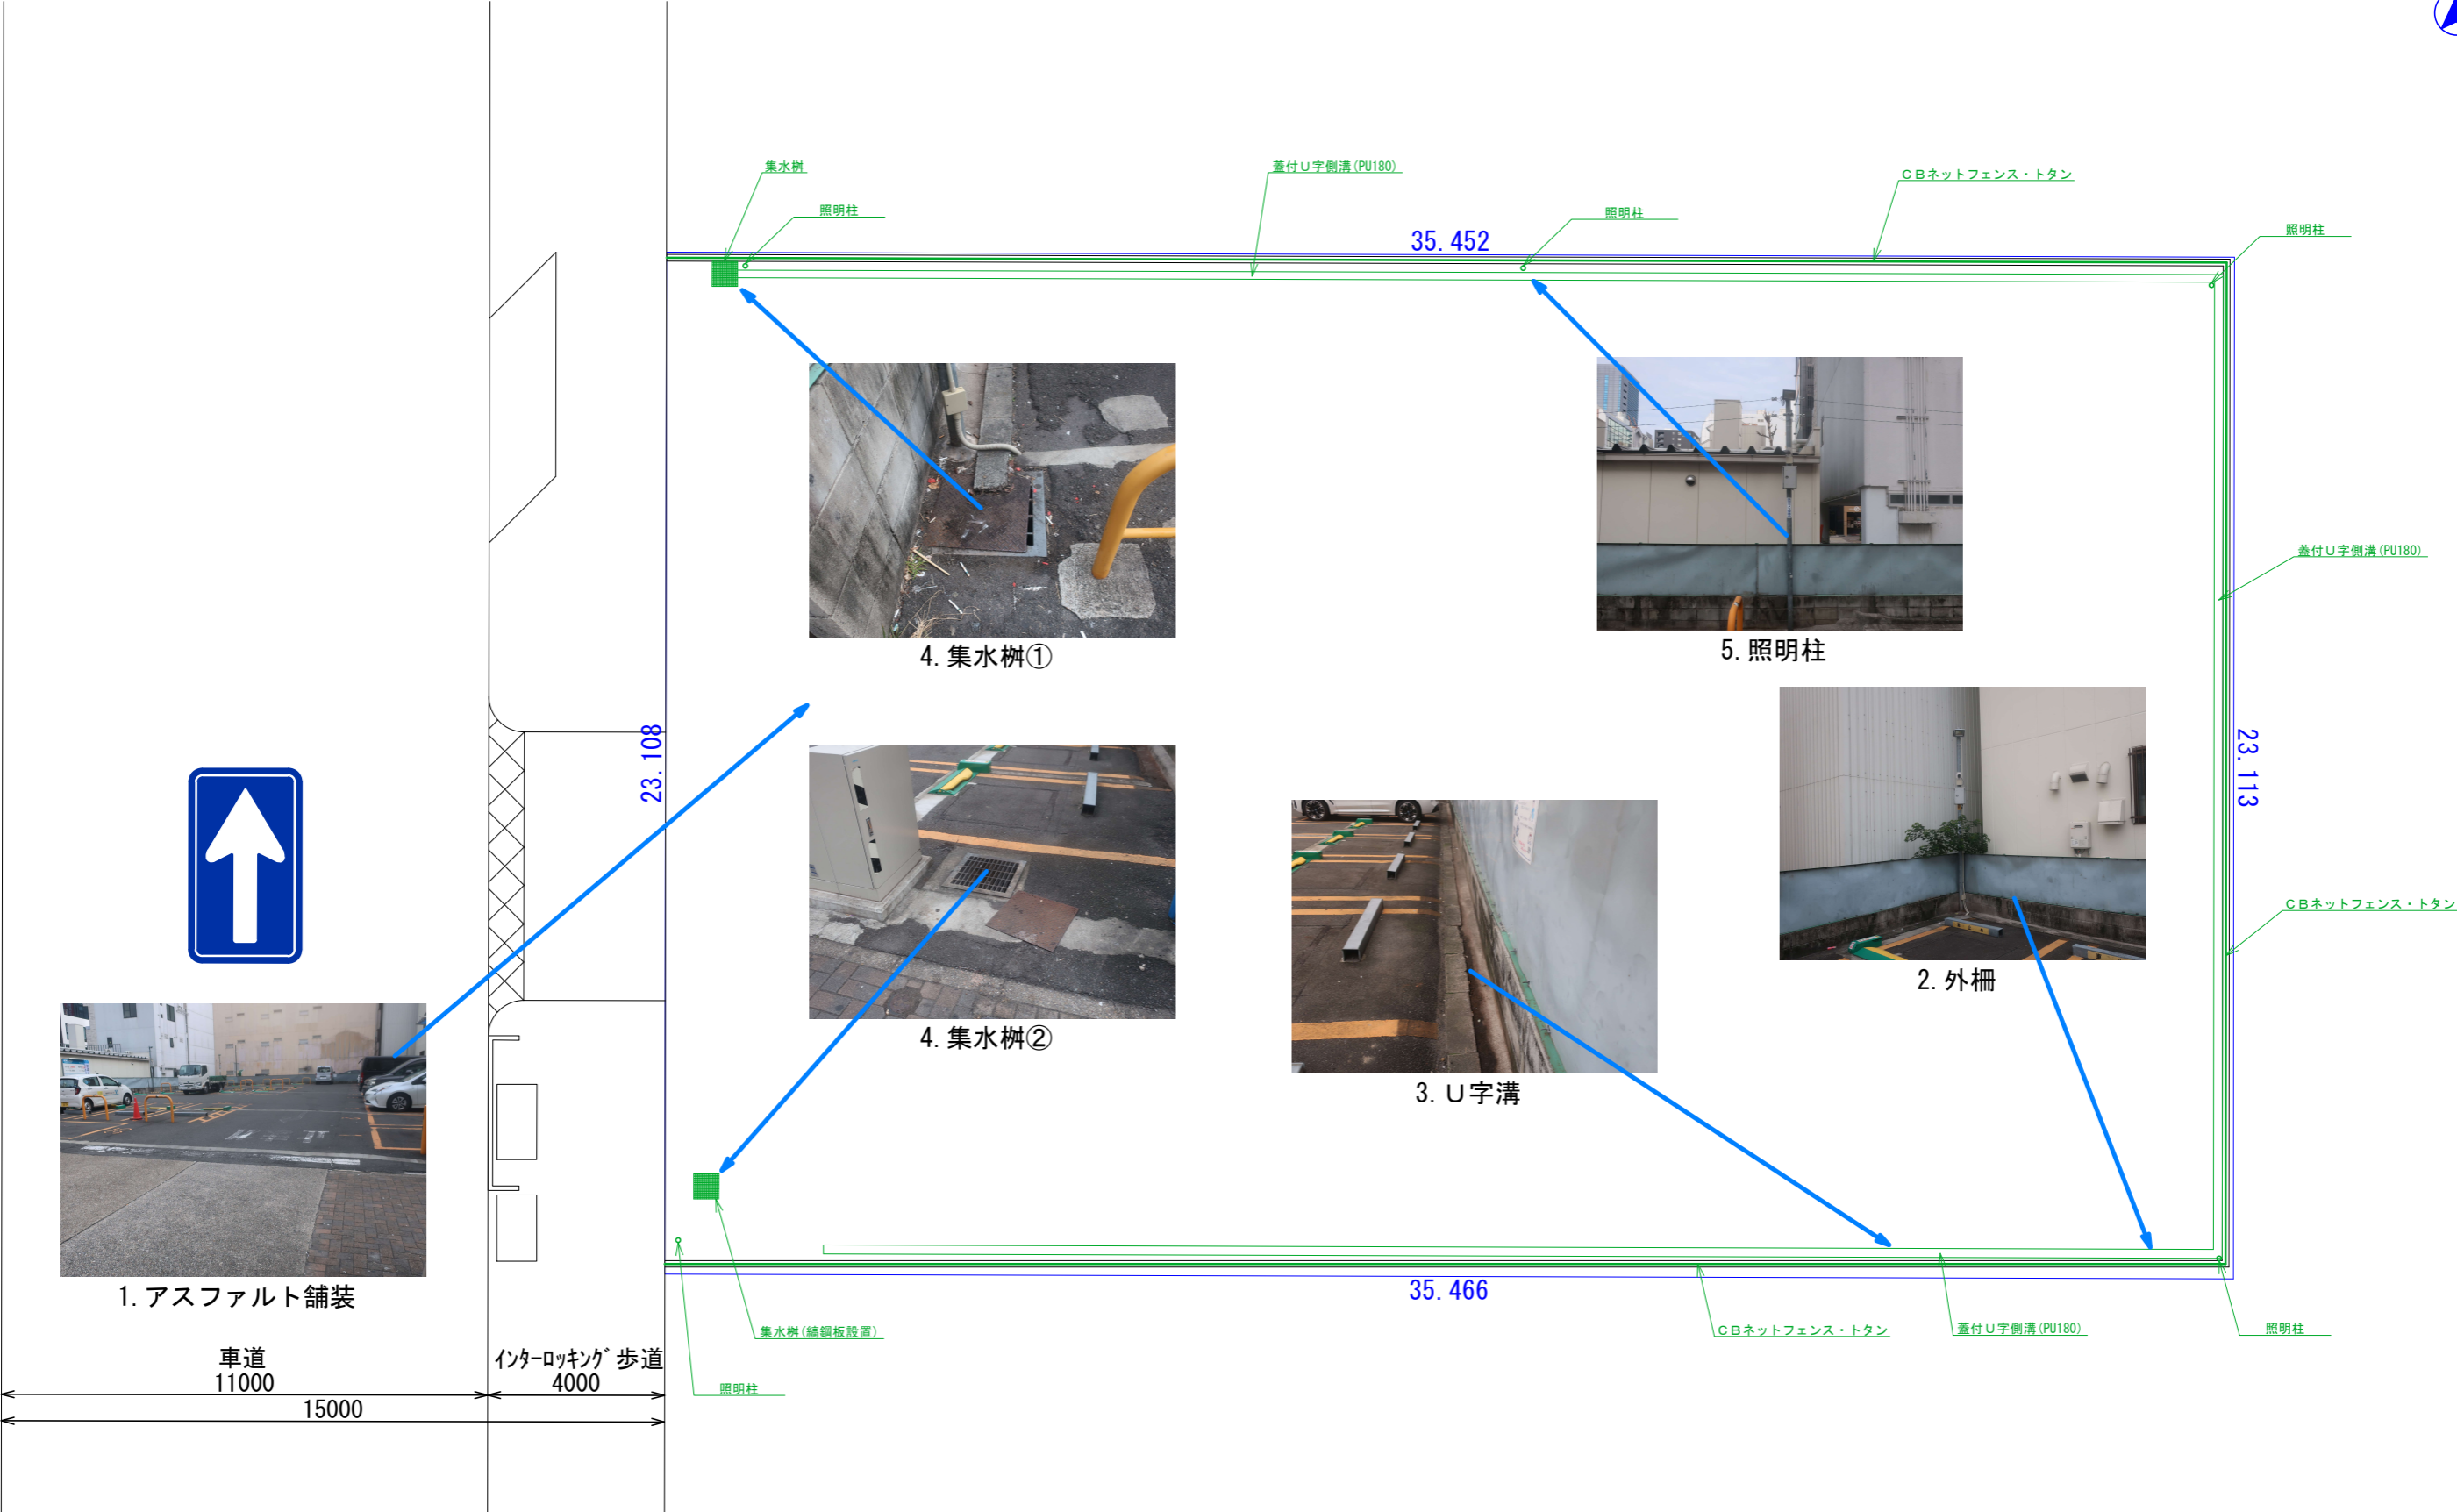 集水桝
蓋付U字側溝(PU180)
CBネットフェンス・トタン
照明柱
照明柱
照明柱
35.452
4.集水桝①
5.照明柱
蓋付U字側溝(PU180)
23.108
23.113
CBネットフェンス・トタン
2.外柵
4.集水桝②
3.U字溝
1.アスファルト舗装
35.466
集水桝(縞鋼板設置)
CBネットフェンス・トタン
蓋付U字側溝(PU180)
照明柱
車道
インターロッキング歩道
11000
4000
照明柱
15000